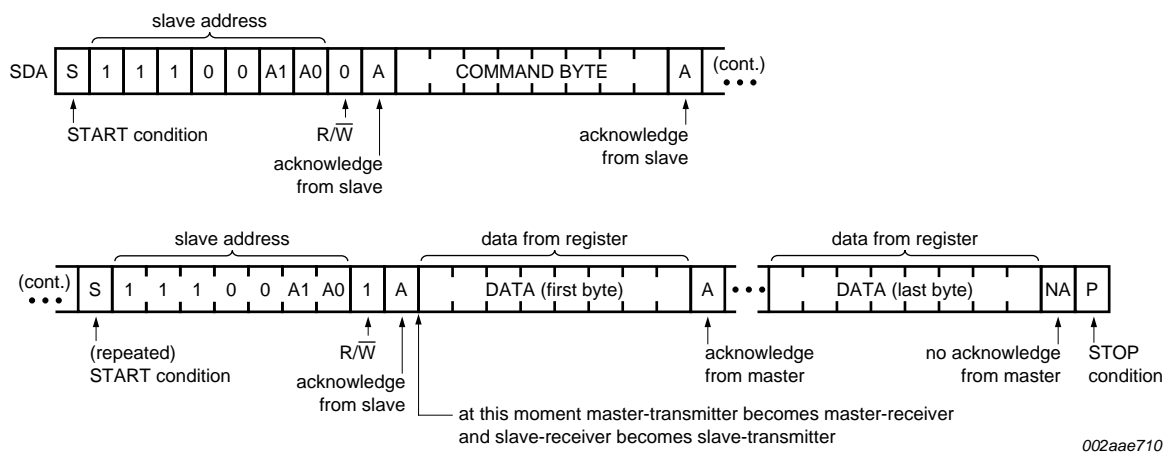 slave address
SDA S 1 1 1 0 0 A1 A0 0 A COMMAND BYTE A (cont.)
START condition R/W̅ acknowledge from slave acknowledge from slave
slave address data from register data from register
(cont.) S 1 1 1 0 0 A1 A0 1 A DATA (first byte) A DATA (last byte) NA P
(repeated) START condition R/W̅ acknowledge from slave acknowledge from master no acknowledge from master STOP condition
at this moment master-transmitter becomes master-receiver
and slave-receiver becomes slave-transmitter
002aae710